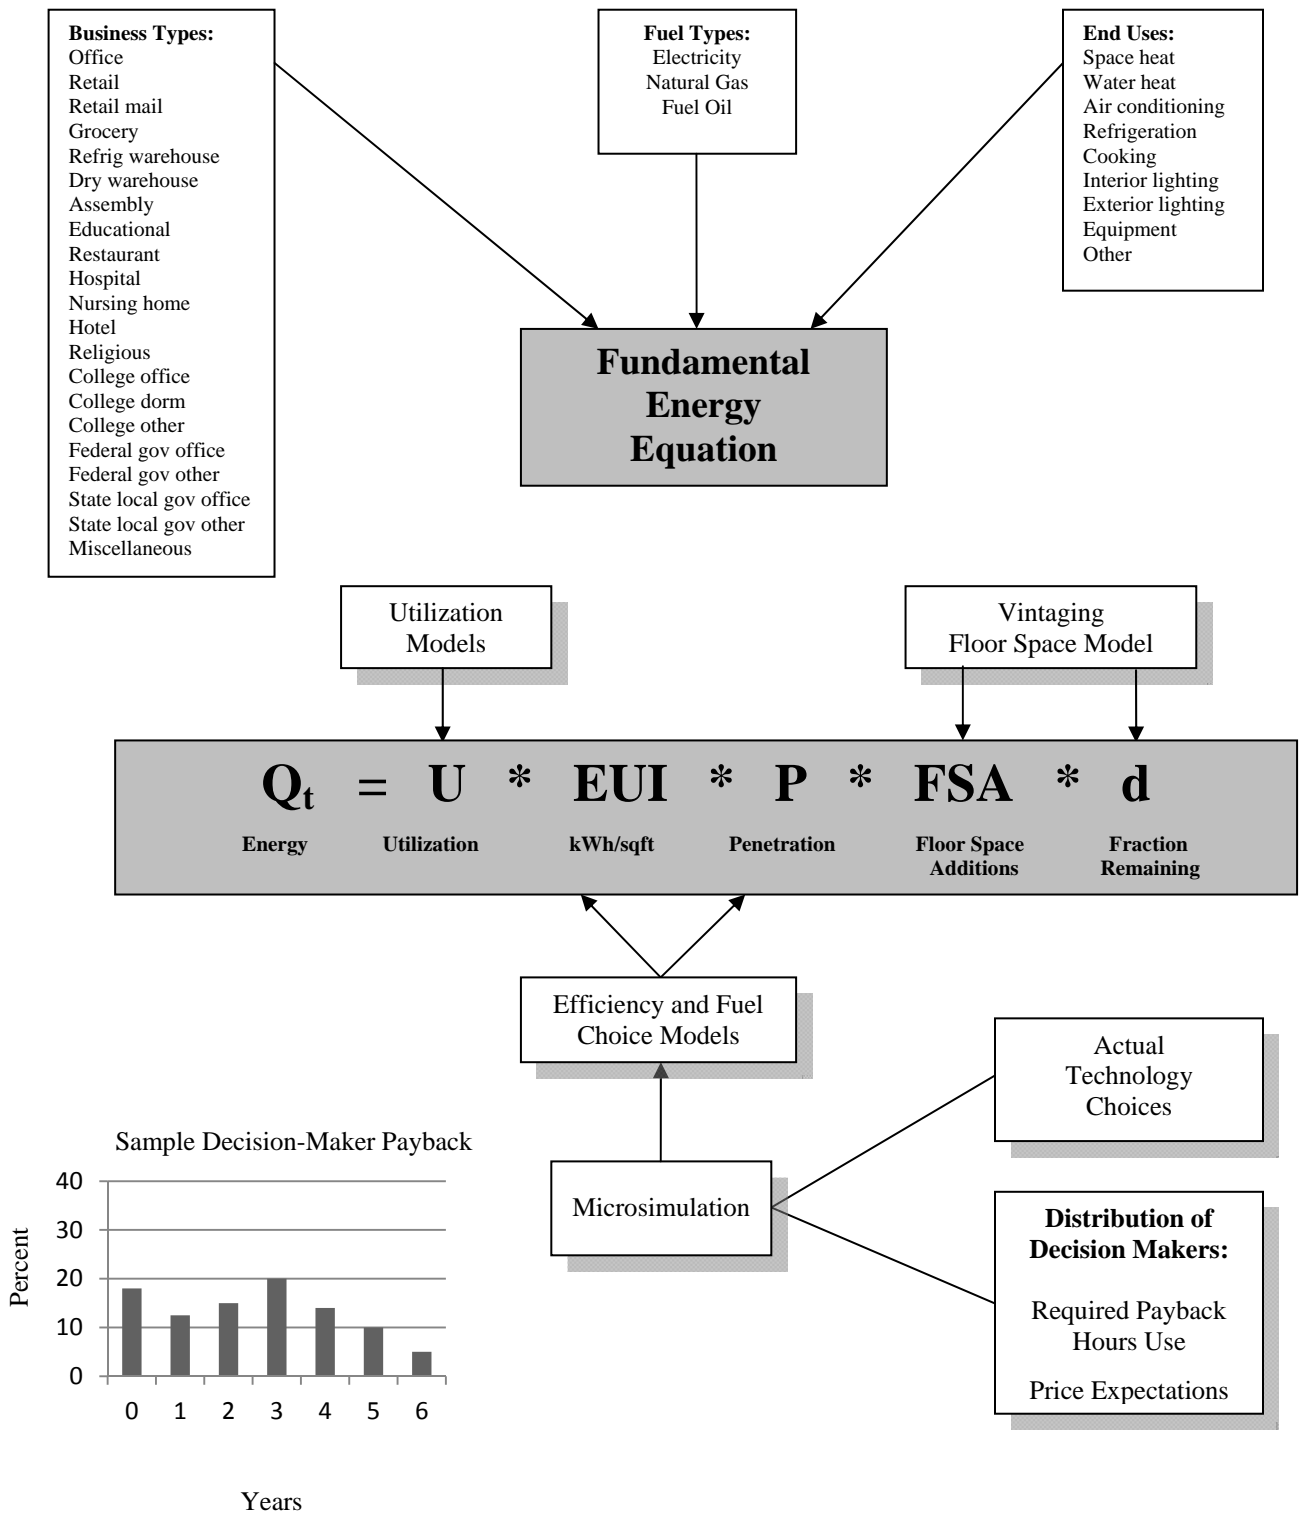 Business Types:
Office
Retail
Retail mail
Grocery
Refrig warehouse
Dry warehouse
Assembly
Educational
Restaurant
Hospital
Nursing home
Hotel
Religious
College office
College dorm
College other
Federal gov office
Federal gov other
State local gov office
State local gov other
Miscellaneous
Fuel Types:
Electricity
Natural Gas
Fuel Oil
End Uses:
Space heat
Water heat
Air conditioning
Refrigeration
Cooking
Interior lighting
Exterior lighting
Equipment
Other
Fundamental
Energy
Equation
Utilization
Models
Vintaging
Floor Space Model
Qt = U * EUI * P * FSA * d
Energy Utilization kWh/sqft Penetration Floor Space Fraction
Additions Remaining
Efficiency and Fuel
Choice Models
Actual
Technology
Choices
Microsimulation
Distribution of
Decision Makers:
Required Payback
Hours Use
Price Expectations
Sample Decision-Maker Payback
Percent
40
30
20
10
0
0 1 2 3 4 5 6
Years